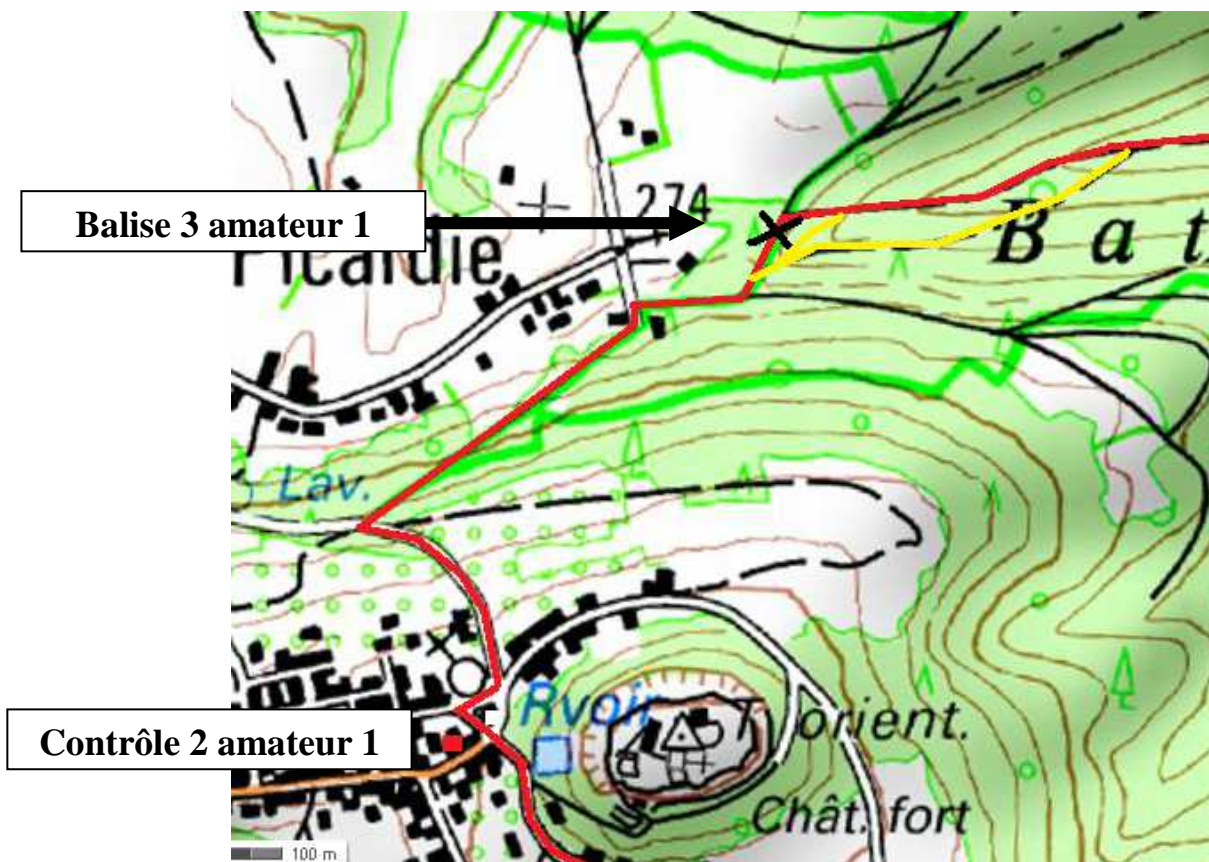 274
Balise 3 amateur 1
Picardie
B a t
Lav.
Rvoir
T. orient.
Contrôle 2 amateur 1
Chât. fort
100 m